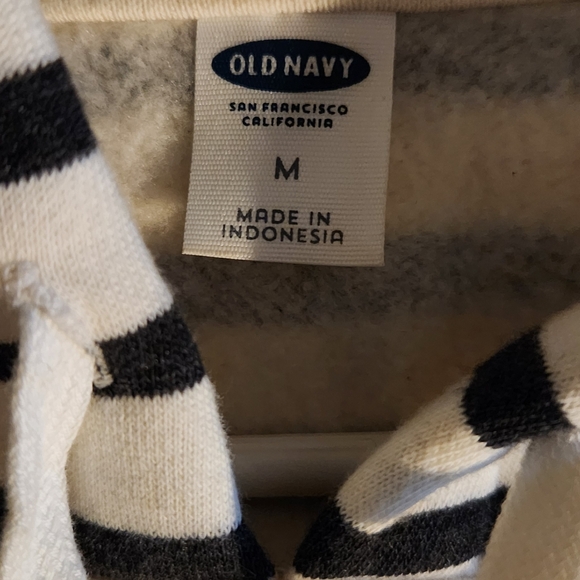 OLD NAVY
SAN FRANCISCO
CALIFORNIA
M
MADE IN
INDONESIA